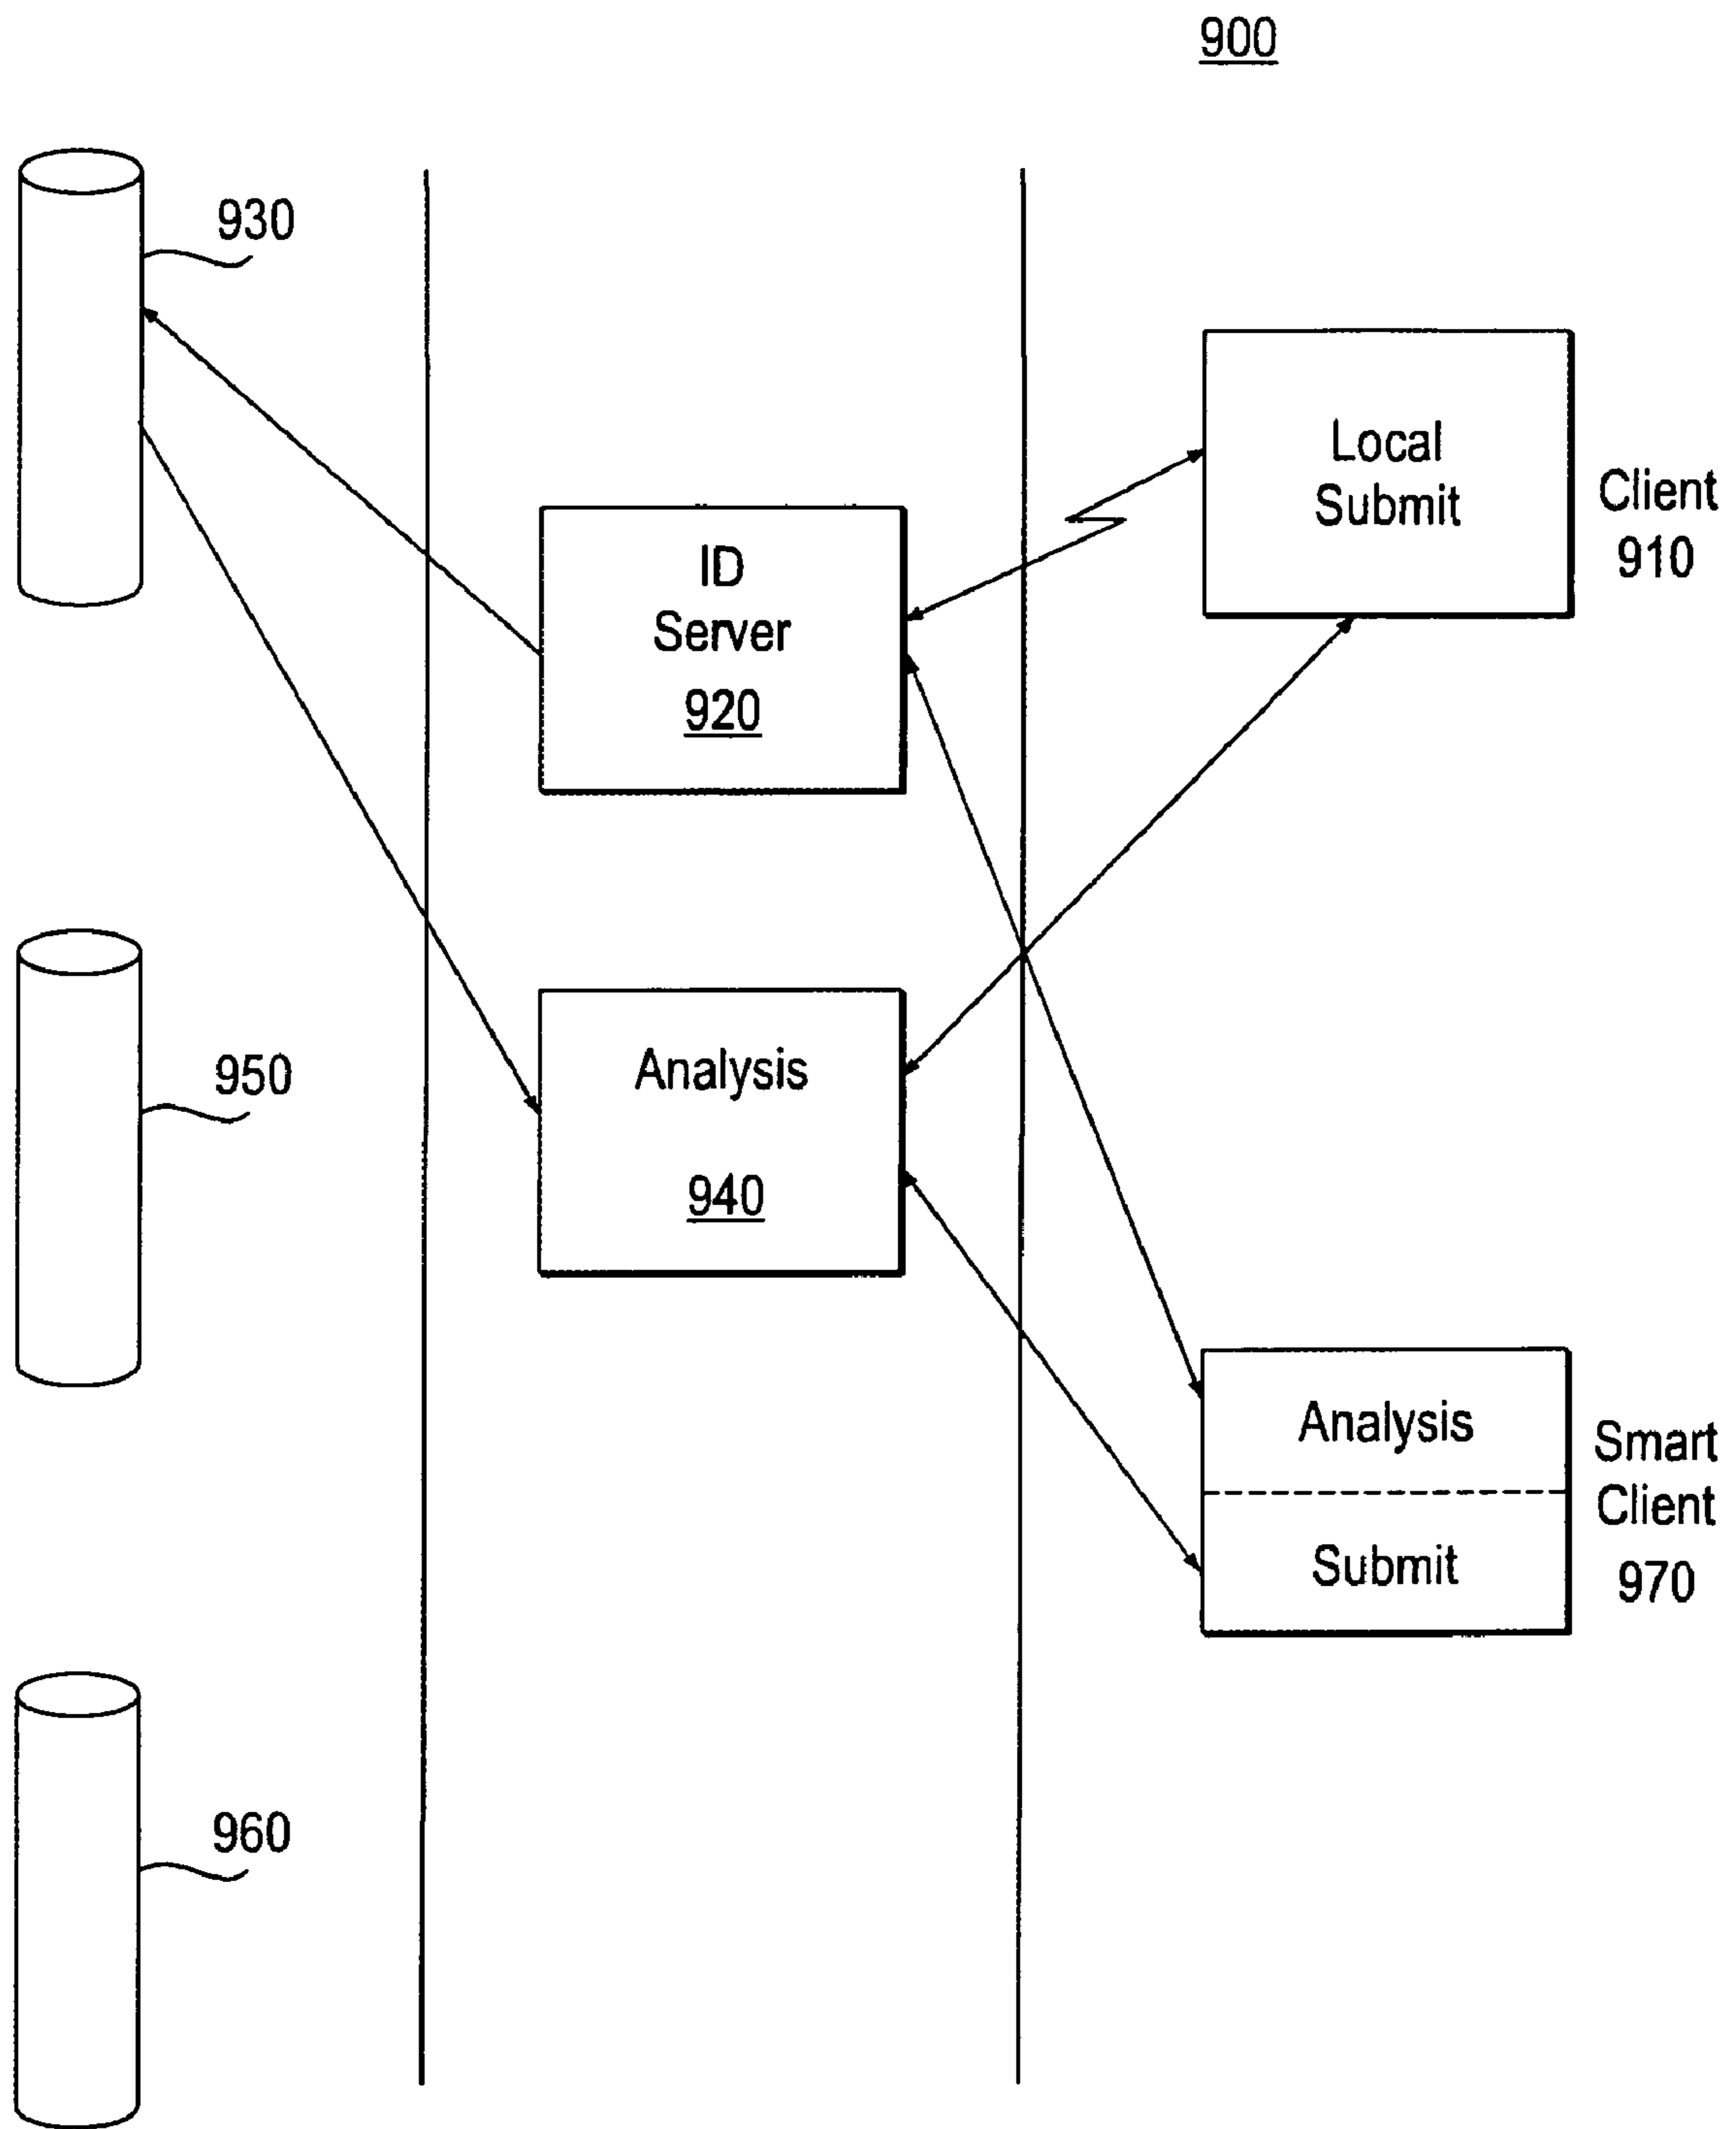 900
930
Local
Submit
Client
910
ID
Server
920
950
Analysis
940
Analysis
Submit
Smart
Client
970
960